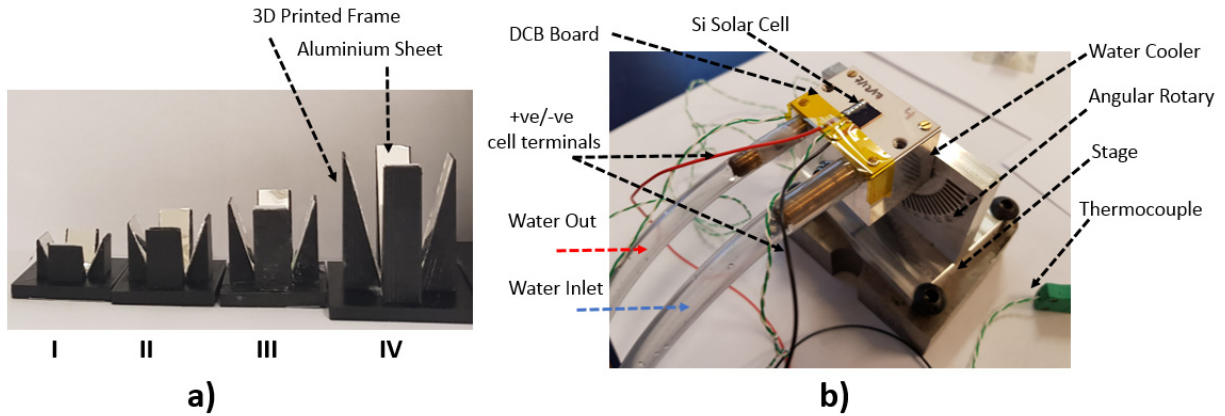 3D Printed Frame
Aluminium Sheet
I
II
III
IV
a)
DCB Board
Si Solar Cell
Water Cooler
+ve/-ve
cell terminals
Angular Rotary
Stage
Thermocouple
Water Out
Water Inlet
b)